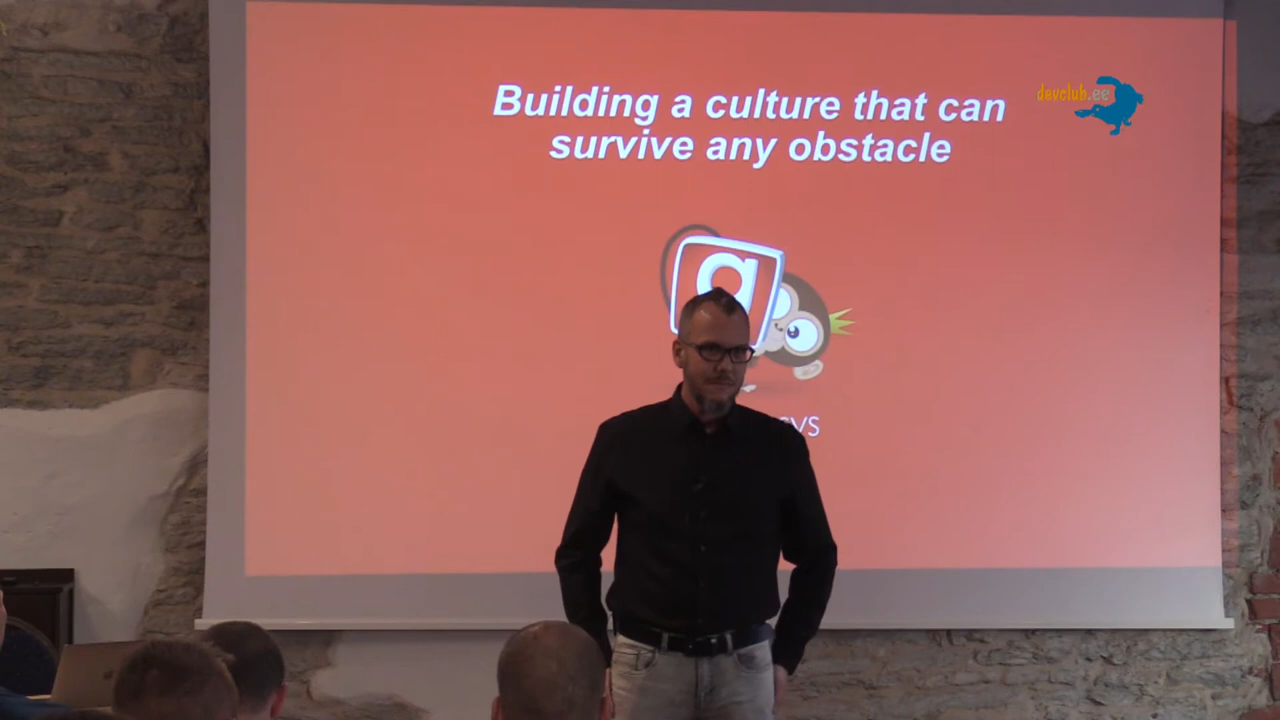 Building a culture that can
survive any obstacle
devclub.ee
a